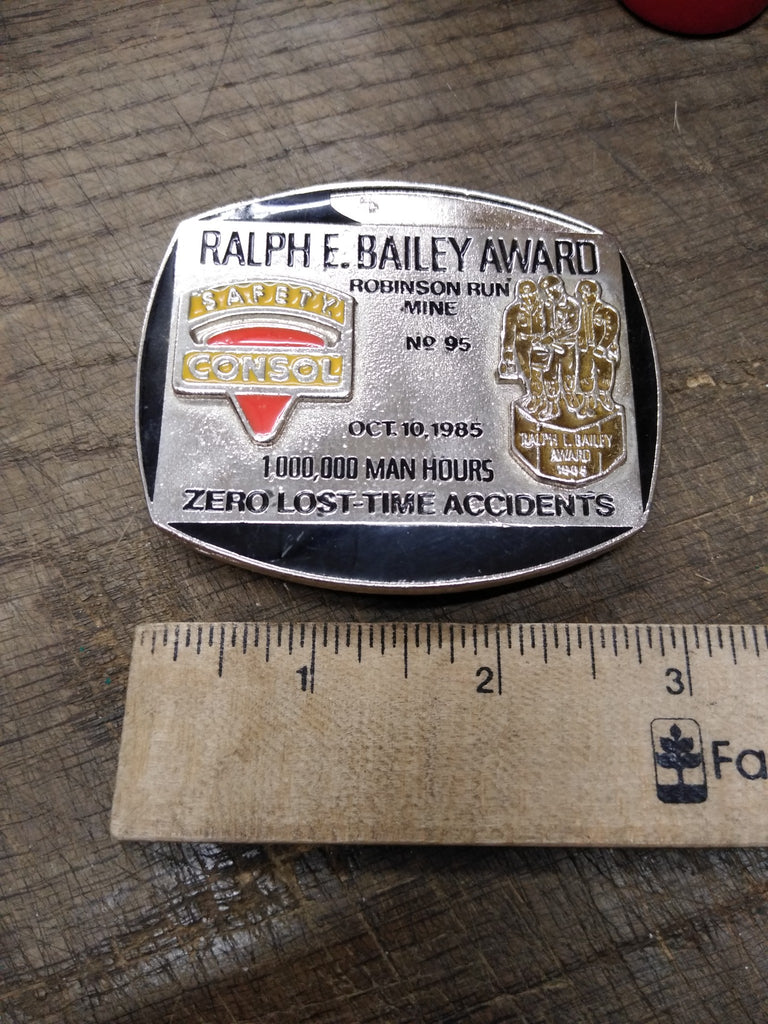 RALPH E. BAILEY AWARD
ROBINSON RUN
MINE
Nº 95
SAFETY
CONSOL
OCT. 10, 1985
RALPH E. BAILEY
AWARD
1,000,000 MAN HOURS
ZERO LOST-TIME ACCIDENTS
1 2 3
Fa